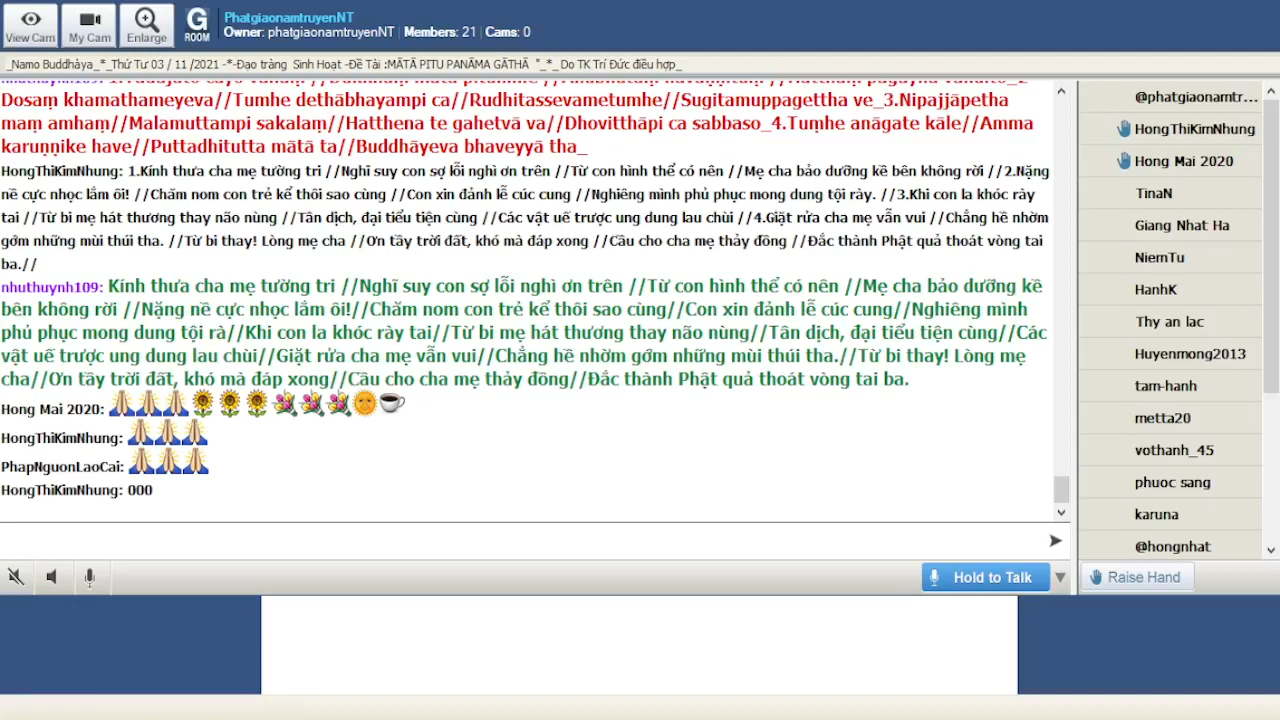 View Cam
My Cam
Enlarge
G
ROOM
PhatgiaonamtruyenNT
Owner: phatgiaonamtruyenNT | Members: 21 | Cams: 0
_Namo Buddhàya_*_Thứ Tư 03 / 11 /2021 -*-Đạo tràng Sinh Hoạt -Đề Tài :MĀTĀ PITU PANĀMA GĀTHĀ "_*_ Do TK Trí Đức điều hợp_
Dosaṃ khamathameyeva//Tumhe dethābhayampi ca//Rudhitassevametumhe//Sugitamuppagettha ve_3.Nipajjāpetha
maṃ amhaṃ//Malamuttampi sakalaṃ//Hatthena te gahetvā va//Dhovitthāpi ca sabbaso_4.Tuṃhe anāgate kāle//Amma
karuṇṇike have//Puttadhitutta mātā ta//Buddhāyeva bhaveyyā tha_
HongThiKimNhung: 1.Kính thưa cha mẹ tường tri //Nghĩ suy con sợ lỗi nghì ơn trên //Từ con hình thể có nên //Mẹ cha bảo dưỡng kề bên không rời //2.Nặng
nề cực nhọc lắm ôi! //Chăm nom con trẻ kể thôi sao cùng //Con xin đảnh lễ cúc cung //Nghiêng mình phủ phục mong dung tội rày. //3.Khi con la khóc rày
tai //Từ bi mẹ hát thương thay não nùng //Tân dịch, đại tiểu tiện cùng //Các vật uế trược ung dung lau chùi //4.Giặt rửa cha mẹ vẫn vui //Chẳng hề nhờm
gớm những mùi thúi tha. //Từ bi thay! Lòng mẹ cha //Ơn tầy trời đất, khó mà đáp xong //Cầu cho cha mẹ thảy đồng //Đắc thành Phật quả thoát vòng tai
ba.//
nhuthuynh109: Kính thưa cha mẹ tường tri //Nghĩ suy con sợ lỗi nghì ơn trên //Từ con hình thể có nên //Mẹ cha bảo dưỡng kề
bên không rời //Nặng nề cực nhọc lắm ôi!//Chăm nom con trẻ kể thôi sao cùng//Con xin đảnh lễ cúc cung//Nghiêng mình
phủ phục mong dung tội rà//Khi con la khóc rày tai//Từ bi mẹ hát thương thay não nùng//Tân dịch, đại tiểu tiện cùng//Các
vật uế trược ung dung lau chùi//Giặt rửa cha mẹ vẫn vui//Chẳng hề nhờm gớm những mùi thúi tha.//Từ bi thay! Lòng mẹ
cha//Ơn tầy trời đất, khó mà đáp xong//Cầu cho cha mẹ thảy đồng//Đắc thành Phật quả thoát vòng tai ba.
Hong Mai 2020:
HongThiKimNhung:
PhapNguonLaoCai:
HongThiKimNhung: 000
@phatgiaonamtr...
HongThiKimNhung
Hong Mai 2020
TinaN
Giang Nhat Ha
NiemTu
HanhK
Thy an lac
Huyenmong2013
tam-hanh
metta20
vothanh_45
phuoc sang
karuna
@hongnhat
Hold to Talk
Raise Hand